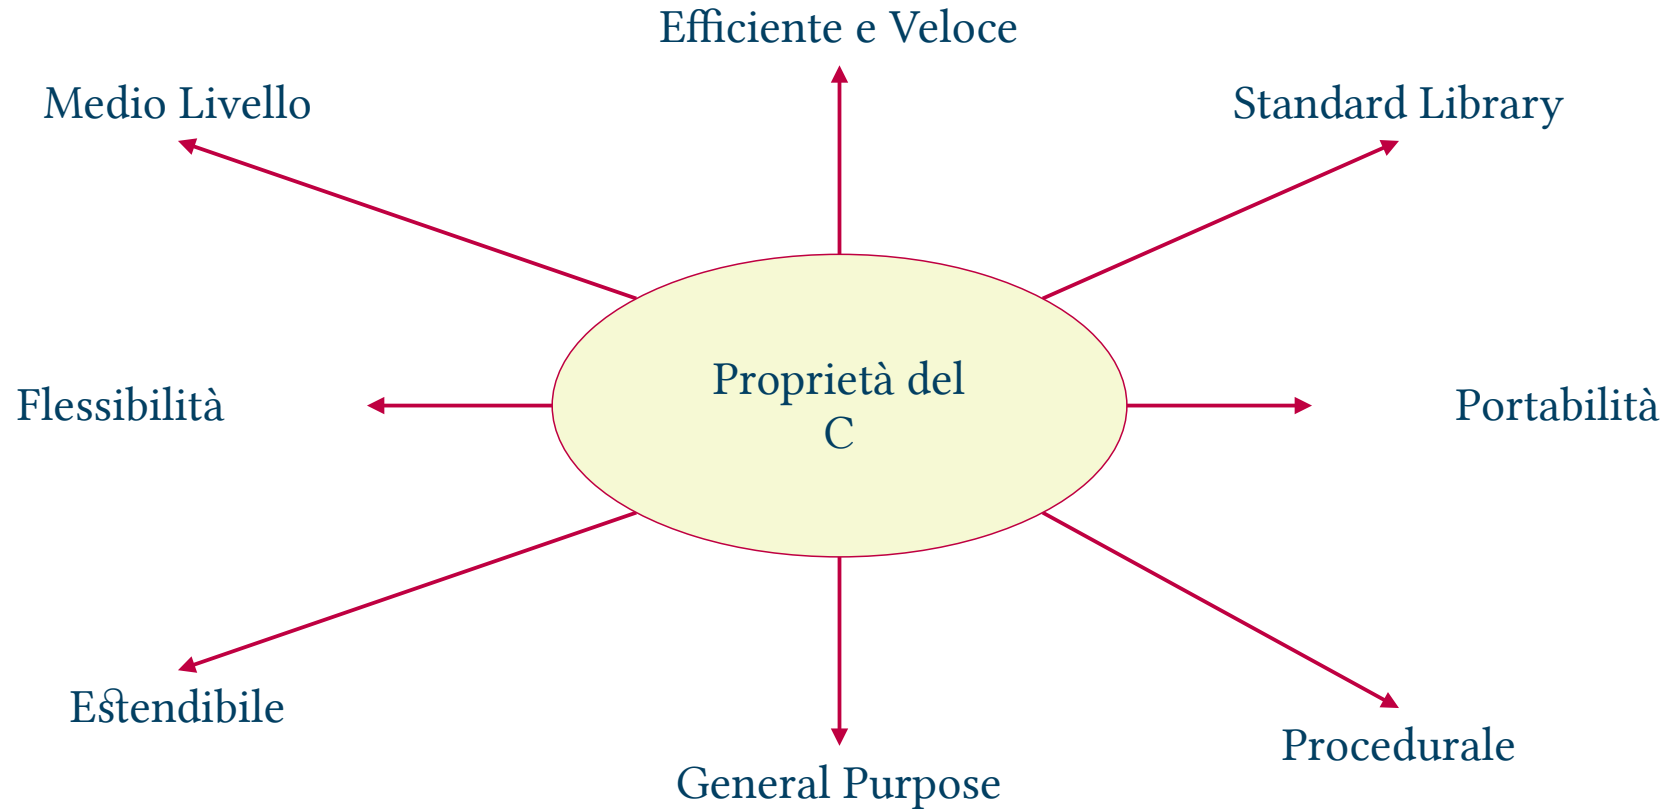 Efficiente e Veloce
Medio Livello
Standard Library
Proprietà del
C
Flessibilità
Portabilità
Estendibile
Procedurale
General Purpose